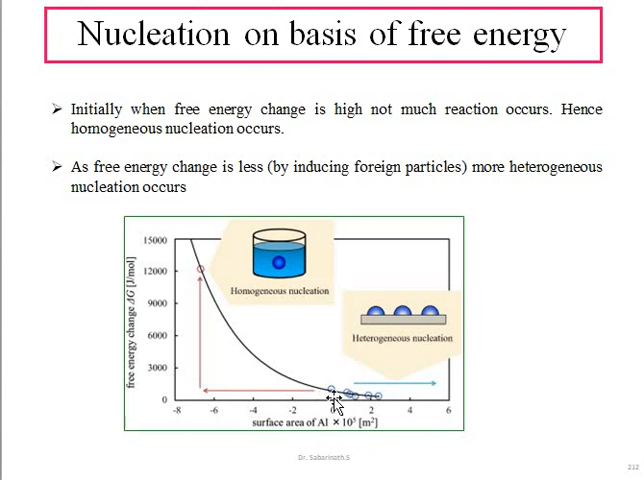 Nucleation on basis of free energy
➢ Initially when free energy change is high not much reaction occurs. Hence
homogeneous nucleation occurs.
➢ As free energy change is less (by inducing foreign particles) more heterogeneous
nucleation occurs
free energy change ΔG [J/mol]
15000
12000
9000
6000
3000
0
Homogeneous nucleation
Heterogeneous nucleation
-8 -6 -4 -2 0 2 4 6
surface area of Al × 10⁵ [m²]
Dr. Sabarinath.S
212